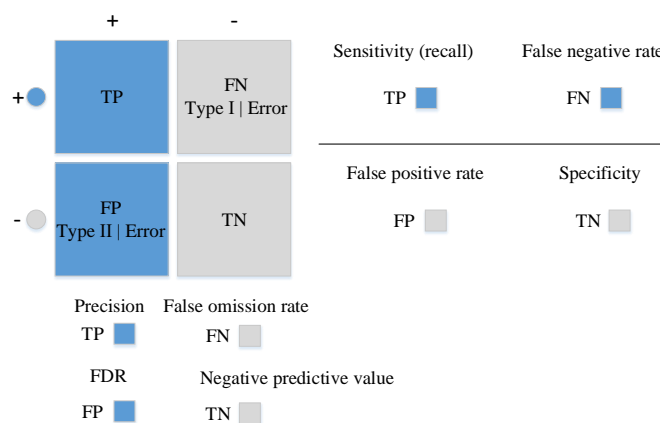 +
-
Sensitivity (recall)
False negative rate
+
TP
FN
Type I | Error
TP
FN
False positive rate
Specificity
-
FP
Type II | Error
TN
FP
TN
Precision
False omission rate
TP
FN
FDR
Negative predictive value
FP
TN